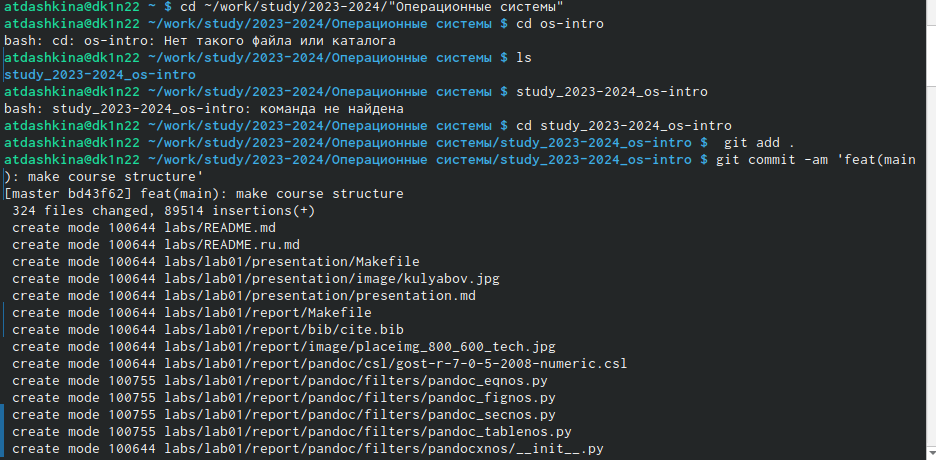 atdashkina@dk1n22 ~ $ cd ~/work/study/2023-2024/"Операционные системы"
atdashkina@dk1n22 ~/work/study/2023-2024/Операционные системы $ cd os-intro
bash: cd: os-intro: Нет такого файла или каталога
atdashkina@dk1n22 ~/work/study/2023-2024/Операционные системы $ ls
study_2023-2024_os-intro
atdashkina@dk1n22 ~/work/study/2023-2024/Операционные системы $ study_2023-2024_os-intro
bash: study_2023-2024_os-intro: команда не найдена
atdashkina@dk1n22 ~/work/study/2023-2024/Операционные системы $ cd study_2023-2024_os-intro
atdashkina@dk1n22 ~/work/study/2023-2024/Операционные системы/study_2023-2024_os-intro $  git add .
atdashkina@dk1n22 ~/work/study/2023-2024/Операционные системы/study_2023-2024_os-intro $ git commit -am 'feat(main
): make course structure'
[master bd43f62] feat(main): make course structure
 324 files changed, 89514 insertions(+)
 create mode 100644 labs/README.md
 create mode 100644 labs/README.ru.md
 create mode 100644 labs/lab01/presentation/Makefile
 create mode 100644 labs/lab01/presentation/image/kulyabov.jpg
 create mode 100644 labs/lab01/presentation/presentation.md
 create mode 100644 labs/lab01/report/Makefile
 create mode 100644 labs/lab01/report/bib/cite.bib
 create mode 100644 labs/lab01/report/image/placeimg_800_600_tech.jpg
 create mode 100644 labs/lab01/report/pandoc/csl/gost-r-7-0-5-2008-numeric.csl
 create mode 100755 labs/lab01/report/pandoc/filters/pandoc_eqnos.py
 create mode 100755 labs/lab01/report/pandoc/filters/pandoc_fignos.py
 create mode 100755 labs/lab01/report/pandoc/filters/pandoc_secnos.py
 create mode 100755 labs/lab01/report/pandoc/filters/pandoc_tablenos.py
 create mode 100644 labs/lab01/report/pandoc/filters/pandocxnos/__init__.py